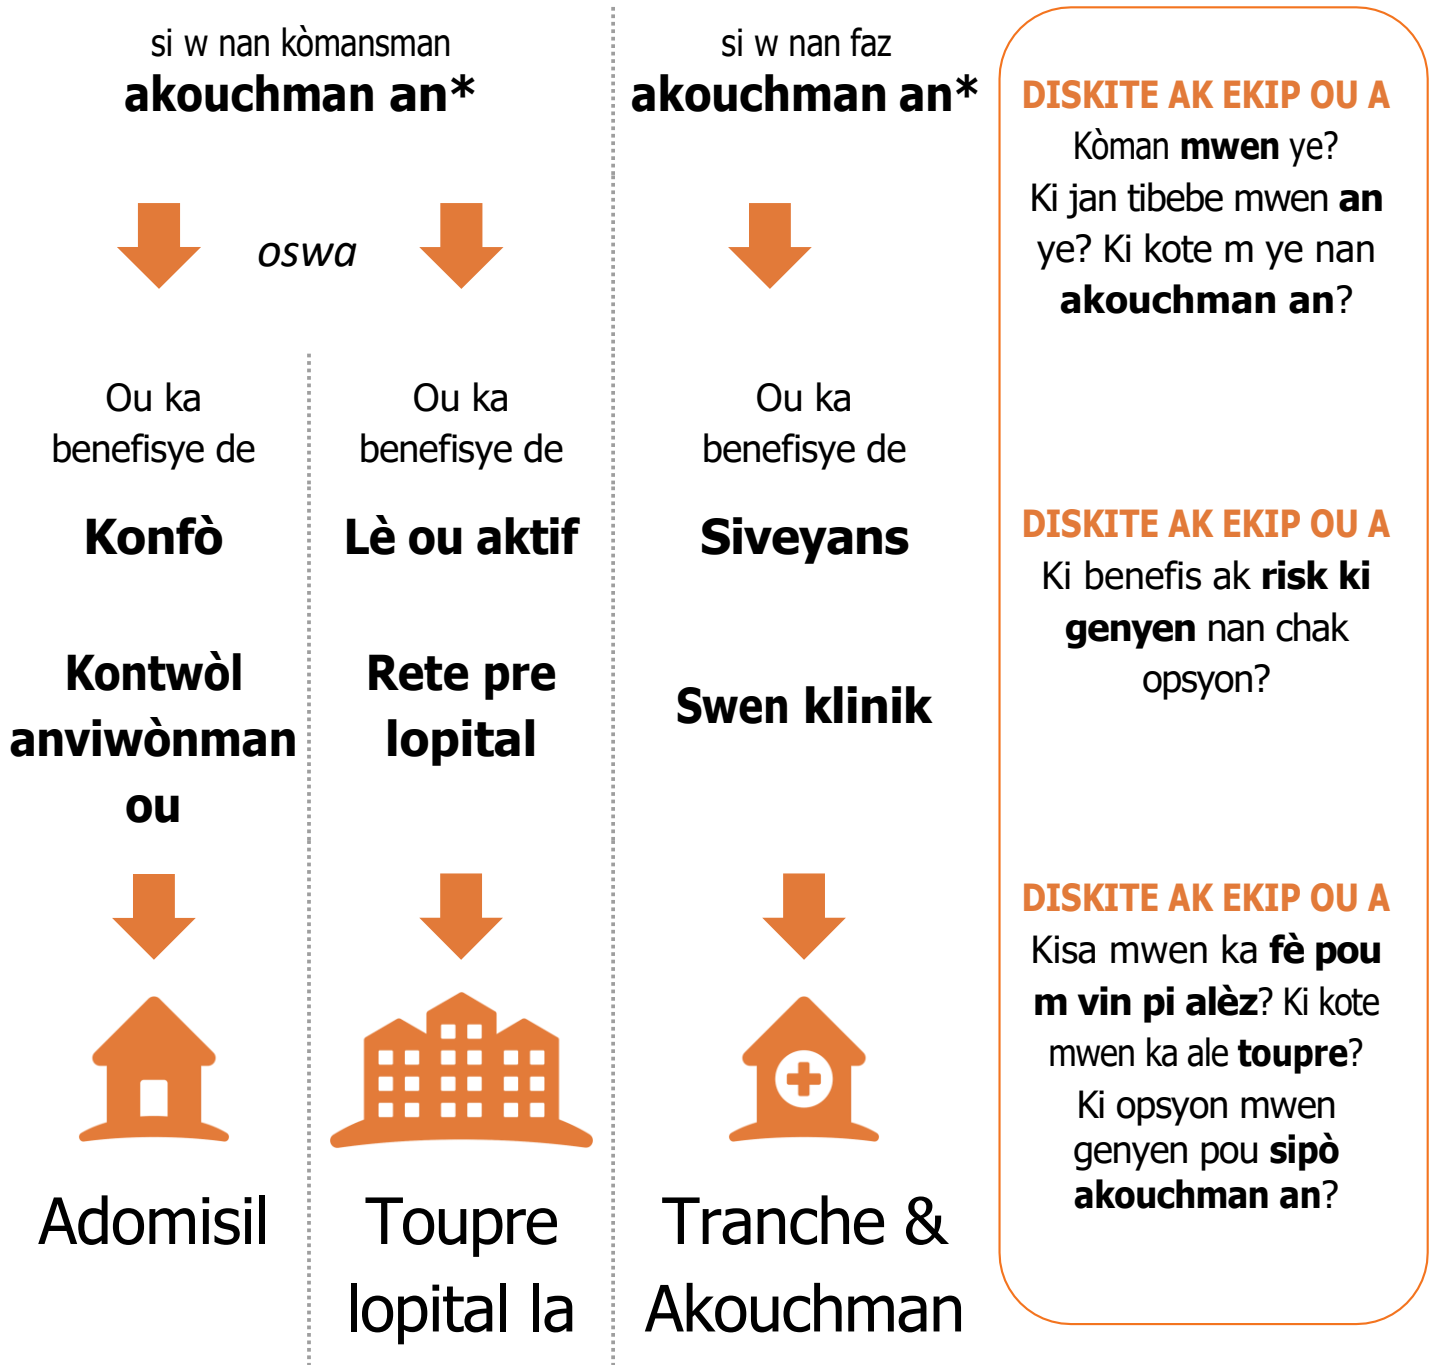 si w nan kòmansman
akouchman an*
oswa
Ou ka
benefisye de
Konfò
Kontwòl
anviwònman
ou
Adomisil
Ou ka
benefisye de
Lè ou aktif
Rete pre
lopital
Toupre
lopital la
si w nan faz
akouchman an*
Ou ka
benefisye de
Siveyans
Swen klinik
Tranche &
Akouchman
DISKITE AK EKIP OU A
Kòman mwen ye?
Ki jan tibebe mwen an
ye? Ki kote m ye nan
akouchman an?
DISKITE AK EKIP OU A
Ki benefis ak risk ki
genyen nan chak
opsyon?
DISKITE AK EKIP OU A
Kisa mwen ka fè pou
m vin pi alèz? Ki kote
mwen ka ale toupre?
Ki opsyon mwen
genyen pou sipò
akouchman an?